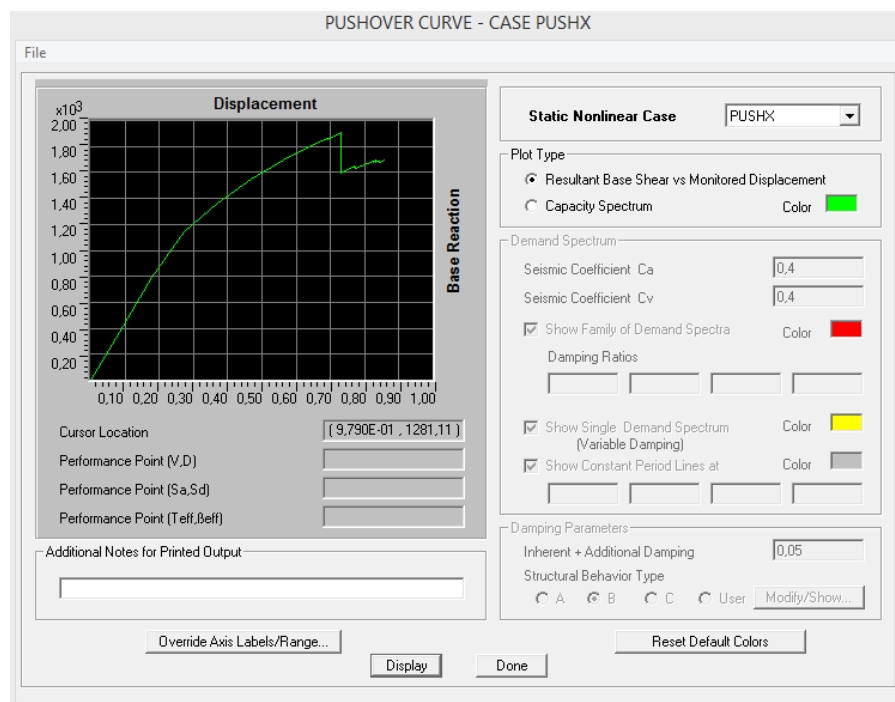 PUSHOVER CURVE - CASE PUSHX
File
Displacement
x10³
2,00
1,80
1,60
1,40
1,20
1,00
0,80
0,60
0,40
0,20
0,10 0,20 0,30 0,40 0,50 0,60 0,70 0,80 0,90 1,00
Base Reaction
Cursor Location ( 9,790E-01 , 1281,11 )
Performance Point (V,D)
Performance Point (Sa,Sd)
Performance Point (Teff,ßeff)
Additional Notes for Printed Output
Override Axis Labels/Range...
Static Nonlinear Case PUSHX
Plot Type
Resultant Base Shear vs Monitored Displacement
Capacity Spectrum Color
Demand Spectrum
Seismic Coefficient Ca 0,4
Seismic Coefficient Cv 0,4
Show Family of Demand Spectra Color
Damping Ratios
Show Single Demand Spectrum Color
(Variable Damping)
Show Constant Period Lines at Color
Damping Parameters
Inherent + Additional Damping 0,05
Structural Behavior Type
A B C User Modify/Show...
Reset Default Colors
Display Done